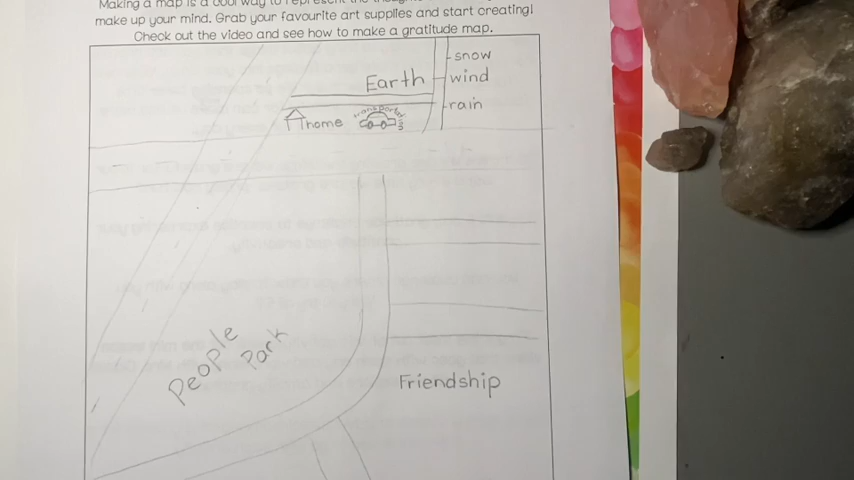 make up your mind. Grab your favourite art supplies and start creating!
Check out the video and see how to make a gratitude map.
snow
Earth
wind
rain
transportation
home
People
Park
Friendship